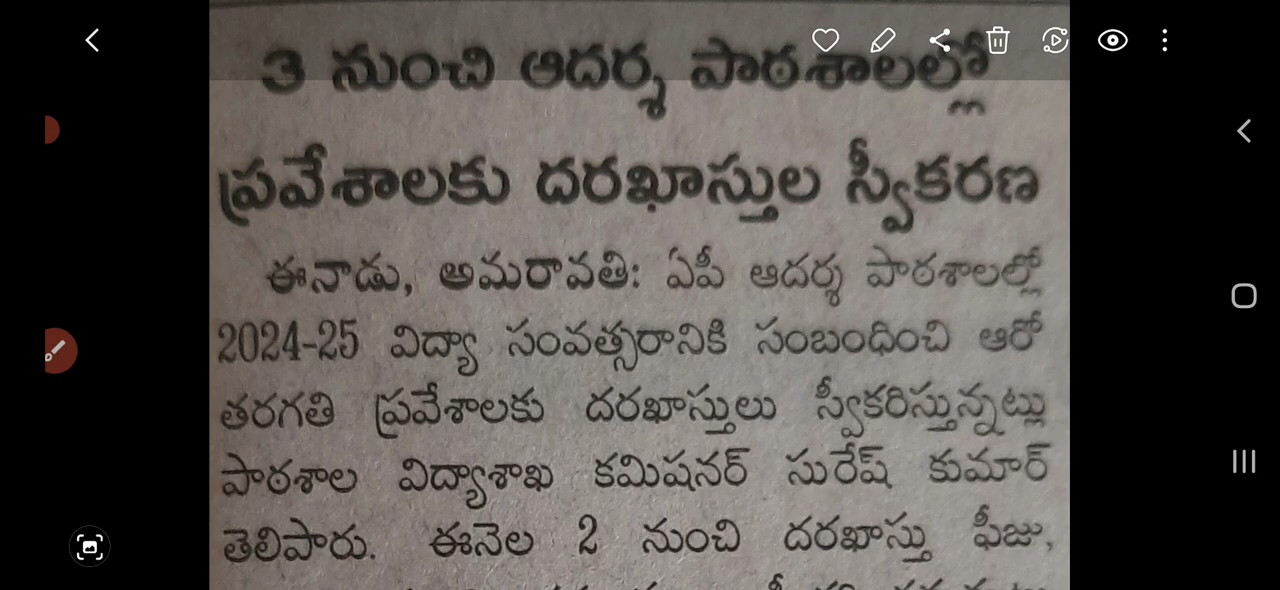 3 నుంచి ఆదర్శ పాఠశాలల్లో
ప్రవేశాలకు దరఖాస్తుల స్వీకరణ
ఈనాడు, అమరావతి: ఏపీ ఆదర్శ పాఠశాలల్లో
2024-25 విద్యా సంవత్సరానికి సంబంధించి ఆరో
తరగతి ప్రవేశాలకు దరఖాస్తులు స్వీకరిస్తున్నట్లు
పాఠశాల విద్యాశాఖ కమిషనర్ సురేష్ కుమార్
తెలిపారు. ఈనెల 2 నుంచి దరఖాస్తు ఫీజు,